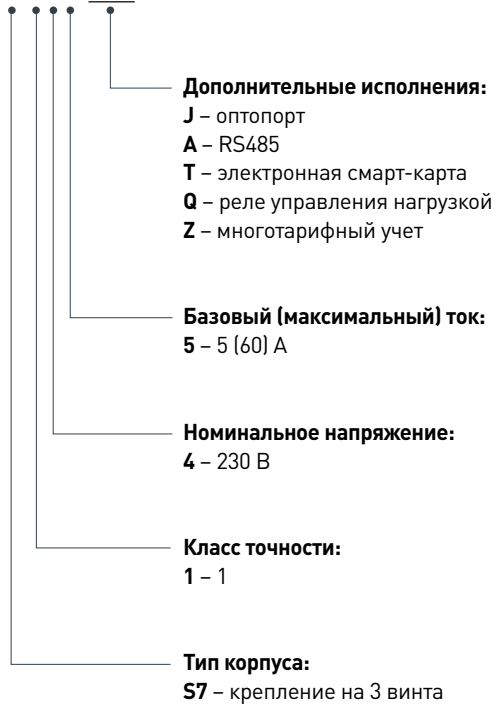 Дополнительные исполнения:
J – оптопорт
A – RS485
T – электронная смарт-карта
Q – реле управления нагрузкой
Z – многотарифный учет
Базовый (максимальный) ток:
5 – 5 (60) А
Номинальное напряжение:
4 – 230 В
Класс точности:
1 – 1
Тип корпуса:
S7 – крепление на 3 винта